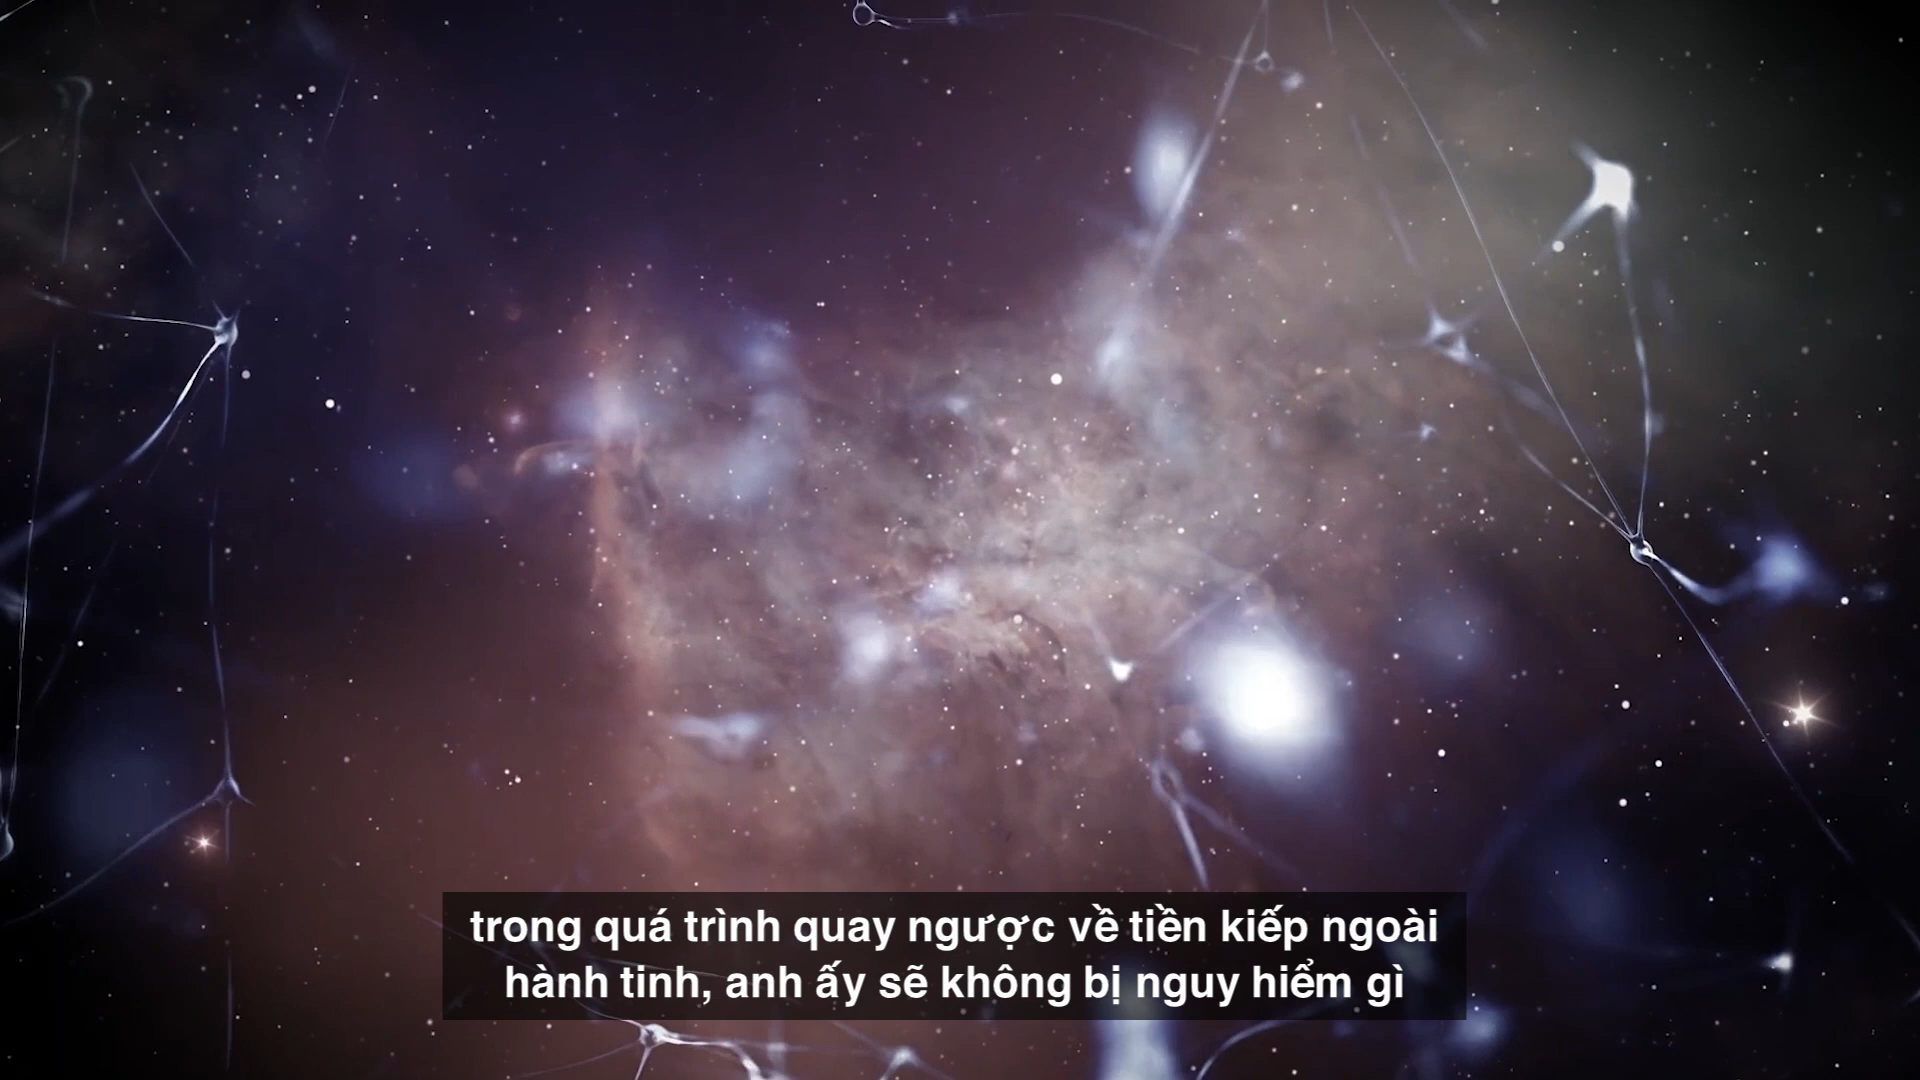 trong quá trình quay ngược về tiền kiếp ngoài
hành tinh, anh ấy sẽ không bị nguy hiểm gì